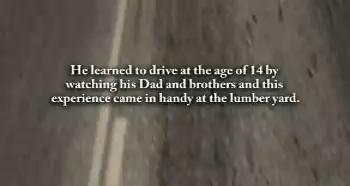 He learned to drive at the age of 14 by
watching his Dad and brothers and this
experience came in handy at the lumber yard.